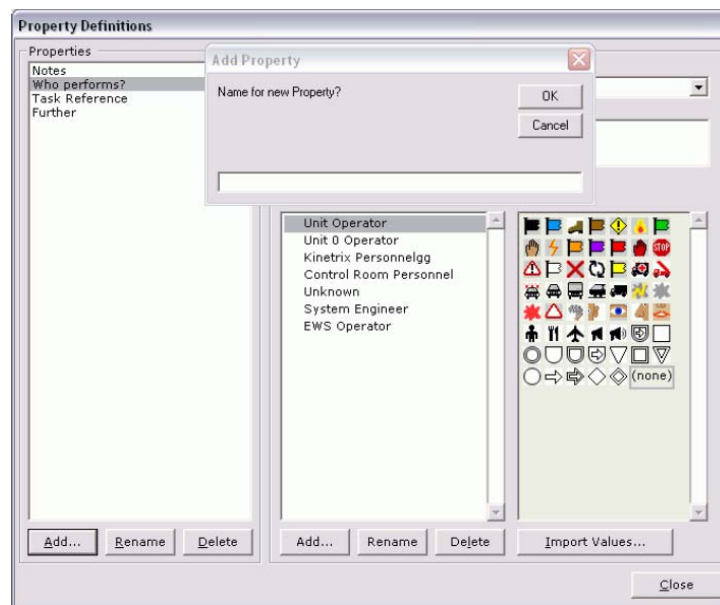 Property Definitions
Properties
Notes
Who performs?
Task Reference
Further
Add Property
Name for new Property?
OK
Cancel
Unit Operator
Unit 0 Operator
Kinetrix Personnelgg
Control Room Personnel
Unknown
System Engineer
EWS Operator
STOP
(none)
Add...
Rename
Delete
Add...
Rename
Delete
Import Values...
Close